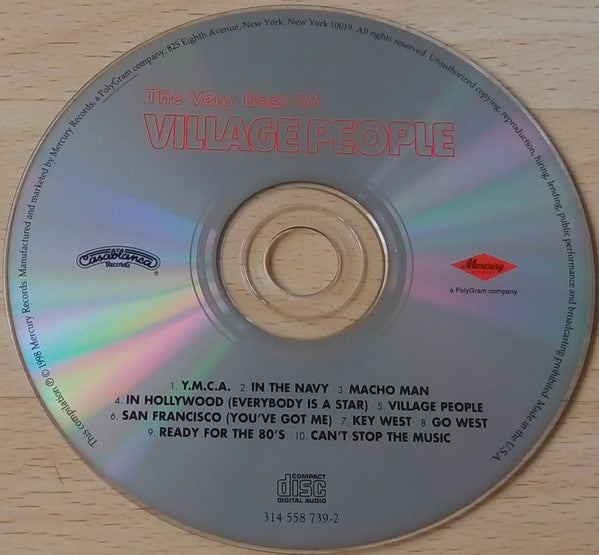 This compilation ℗ © 1998 Mercury Records. Manufactured and marketed by Mercury Records, a PolyGram company, 825 Eighth Avenue, New York, New York 10019. All rights reserved. Unauthorized copying, reproduction, hiring, lending, public performance and broadcasting prohibited. Made in the U.S.A.
The Very Best Of
VILLAGE PEOPLE
Casablanca
Records
®
Mercury
RECORDS
a PolyGram company
1. Y.M.C.A. 2 IN THE NAVY 3 MACHO MAN
4. IN HOLLYWOOD (EVERYBODY IS A STAR) 5 VILLAGE PEOPLE
6. SAN FRANCISCO (YOU'VE GOT ME) 7 KEY WEST 8 GO WEST
9. READY FOR THE 80'S 10. CAN'T STOP THE MUSIC
COMPACT
disc
DIGITAL AUDIO
314 558 739-2